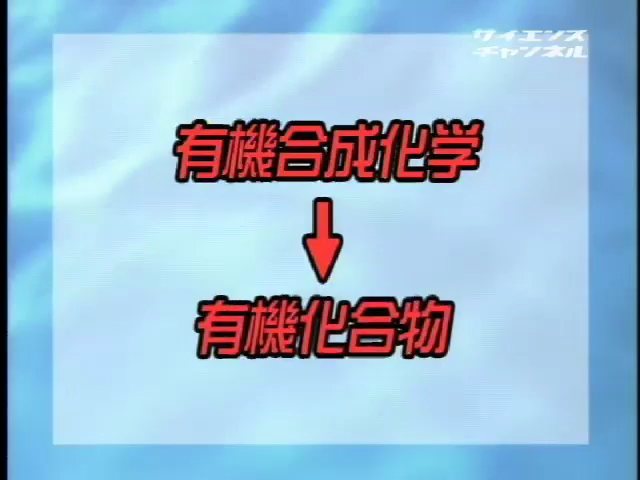 サイエンス
チャンネル
有機合成化学
↓
有機化合物